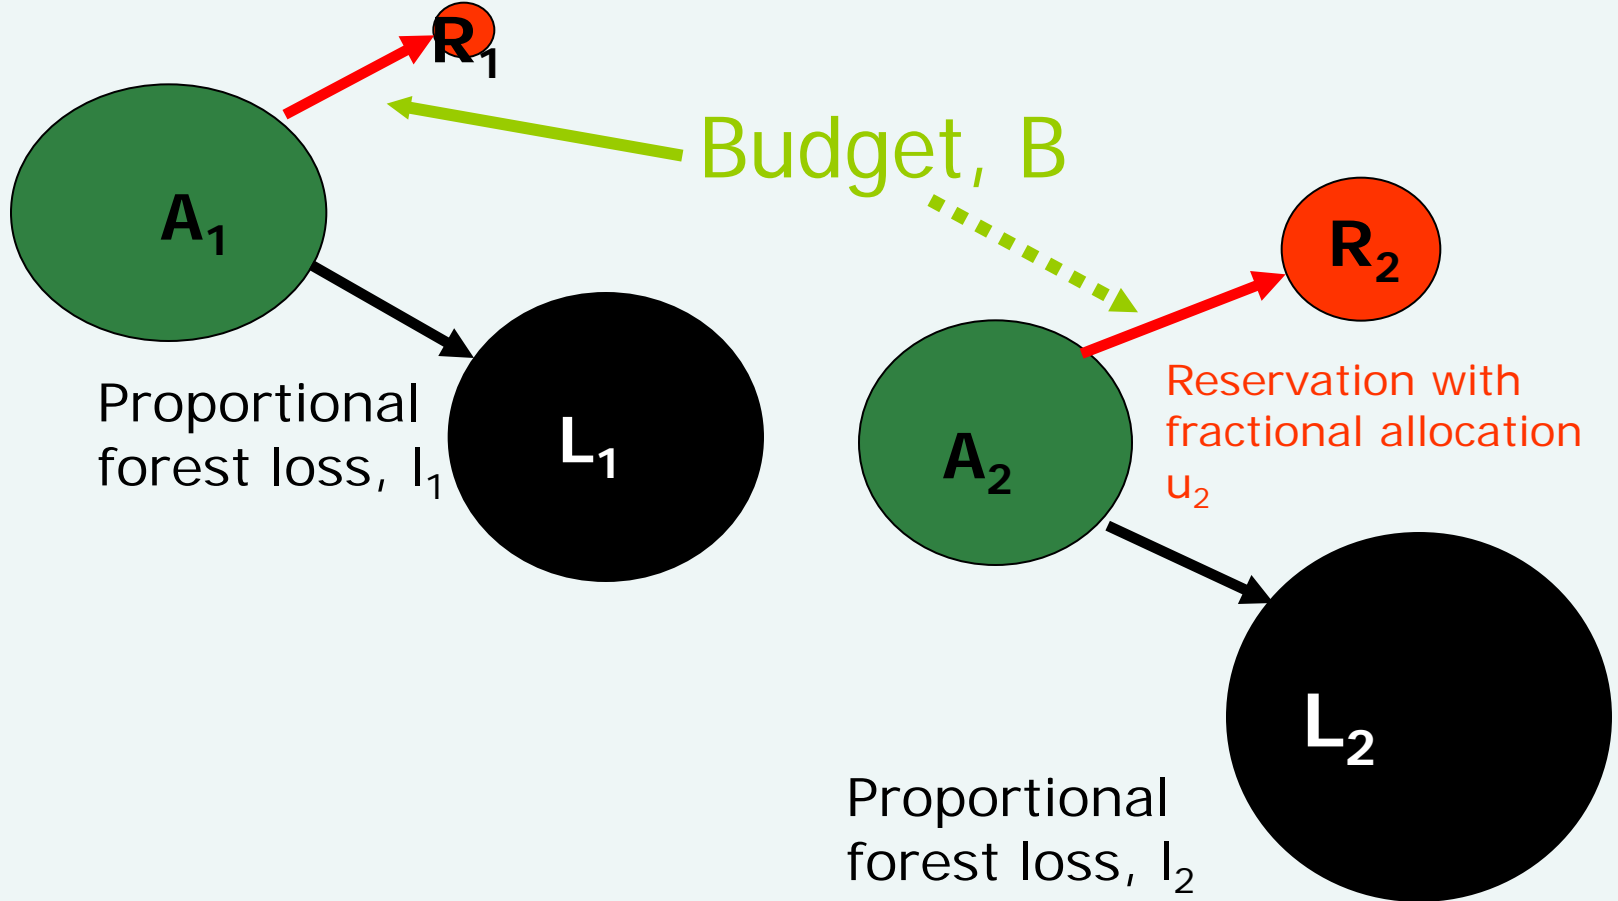 R₁
A₁
Budget, B
R₂
Proportional
forest loss, l₁
L₁
A₂
Reservation with
fractional allocation
u₂
L₂
Proportional
forest loss, l₂